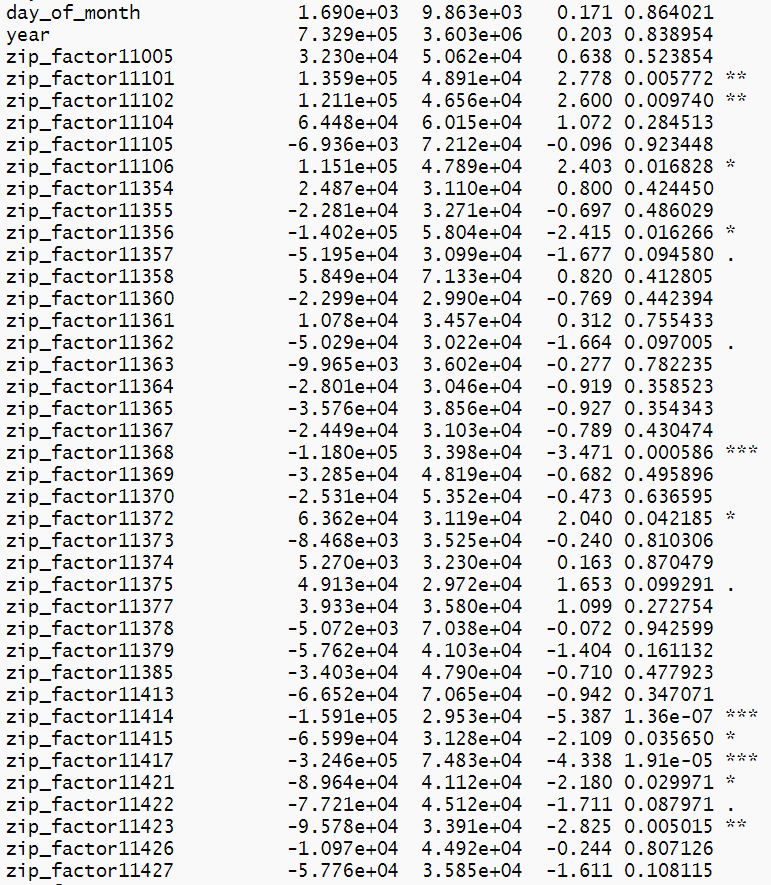 day_of_month 1.690e+03 9.863e+03 0.171 0.864021
year 7.329e+05 3.603e+06 0.203 0.838954
zip_factor11005 3.230e+04 5.062e+04 0.638 0.523854
zip_factor11101 1.359e+05 4.891e+04 2.778 0.005772 **
zip_factor11102 1.211e+05 4.656e+04 2.600 0.009740 **
zip_factor11104 6.448e+04 6.015e+04 1.072 0.284513
zip_factor11105 -6.936e+03 7.212e+04 -0.096 0.923448
zip_factor11106 1.151e+05 4.789e+04 2.403 0.016828 *
zip_factor11354 2.487e+04 3.110e+04 0.800 0.424450
zip_factor11355 -2.281e+04 3.271e+04 -0.697 0.486029
zip_factor11356 -1.402e+05 5.804e+04 -2.415 0.016266 *
zip_factor11357 -5.195e+04 3.099e+04 -1.677 0.094580 .
zip_factor11358 5.849e+04 7.133e+04 0.820 0.412805
zip_factor11360 -2.299e+04 2.990e+04 -0.769 0.442394
zip_factor11361 1.078e+04 3.457e+04 0.312 0.755433
zip_factor11362 -5.029e+04 3.022e+04 -1.664 0.097005 .
zip_factor11363 -9.965e+03 3.602e+04 -0.277 0.782235
zip_factor11364 -2.801e+04 3.046e+04 -0.919 0.358523
zip_factor11365 -3.576e+04 3.856e+04 -0.927 0.354343
zip_factor11367 -2.449e+04 3.103e+04 -0.789 0.430474
zip_factor11368 -1.180e+05 3.398e+04 -3.471 0.000586 ***
zip_factor11369 -3.285e+04 4.819e+04 -0.682 0.495896
zip_factor11370 -2.531e+04 5.352e+04 -0.473 0.636595
zip_factor11372 6.362e+04 3.119e+04 2.040 0.042185 *
zip_factor11373 -8.468e+03 3.525e+04 -0.240 0.810306
zip_factor11374 5.270e+03 3.230e+04 0.163 0.870479
zip_factor11375 4.913e+04 2.972e+04 1.653 0.099291 .
zip_factor11377 3.933e+04 3.580e+04 1.099 0.272754
zip_factor11378 -5.072e+03 7.038e+04 -0.072 0.942599
zip_factor11379 -5.762e+04 4.103e+04 -1.404 0.161132
zip_factor11385 -3.403e+04 4.790e+04 -0.710 0.477923
zip_factor11413 -6.652e+04 7.065e+04 -0.942 0.347071
zip_factor11414 -1.591e+05 2.953e+04 -5.387 1.36e-07 ***
zip_factor11415 -6.599e+04 3.128e+04 -2.109 0.035650 *
zip_factor11417 -3.246e+05 7.483e+04 -4.338 1.91e-05 ***
zip_factor11421 -8.964e+04 4.112e+04 -2.180 0.029971 *
zip_factor11422 -7.721e+04 4.512e+04 -1.711 0.087971 .
zip_factor11423 -9.578e+04 3.391e+04 -2.825 0.005015 **
zip_factor11426 -1.097e+04 4.492e+04 -0.244 0.807126
zip_factor11427 -5.776e+04 3.585e+04 -1.611 0.108115